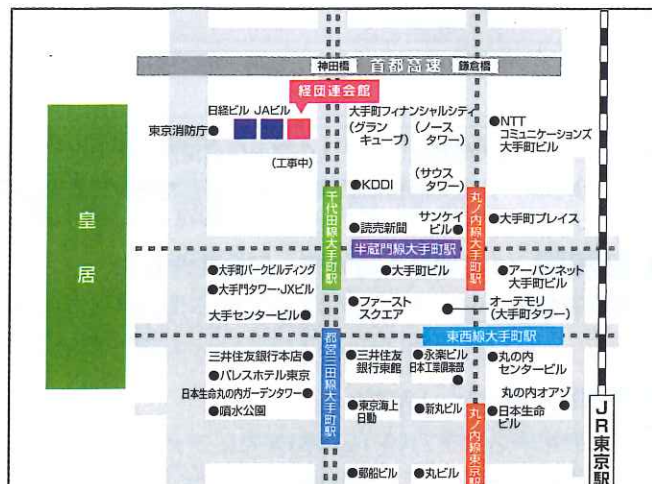 首都高速
神田橋
鎌倉橋
経団連会館
日経ビル JAビル
東京消防庁
(工事中)
大手町フィナンシャルシティ
(グラン
キューブ)
(ノース
タワー)
(サウス
タワー)
NTT
コミュニケーションズ
大手町ビル
KDDI
皇居
千代田線大手町駅
丸ノ内線大手町駅
読売新聞
サンケイ
ビル
大手町プレイス
半蔵門線大手町駅
大手町パークビルディング
大手門タワー・JXビル
大手センタービル
大手町ビル
アーバンネット
大手町ビル
ファースト
スクエア
オーテモリ
(大手町タワー)
東西線大手町駅
都営三田線大手町駅
三井住友銀行本店
パレスホテル東京
日本生命丸の内ガーデンタワー
噴水公園
三井住友
銀行東館
永楽ビル
日本工業倶楽部
丸の内
センタービル
丸の内オアゾ
東京海上
日動
新丸ビル
日本生命
ビル
丸ノ内線東京駅
JR東京駅
郵船ビル
丸ビル